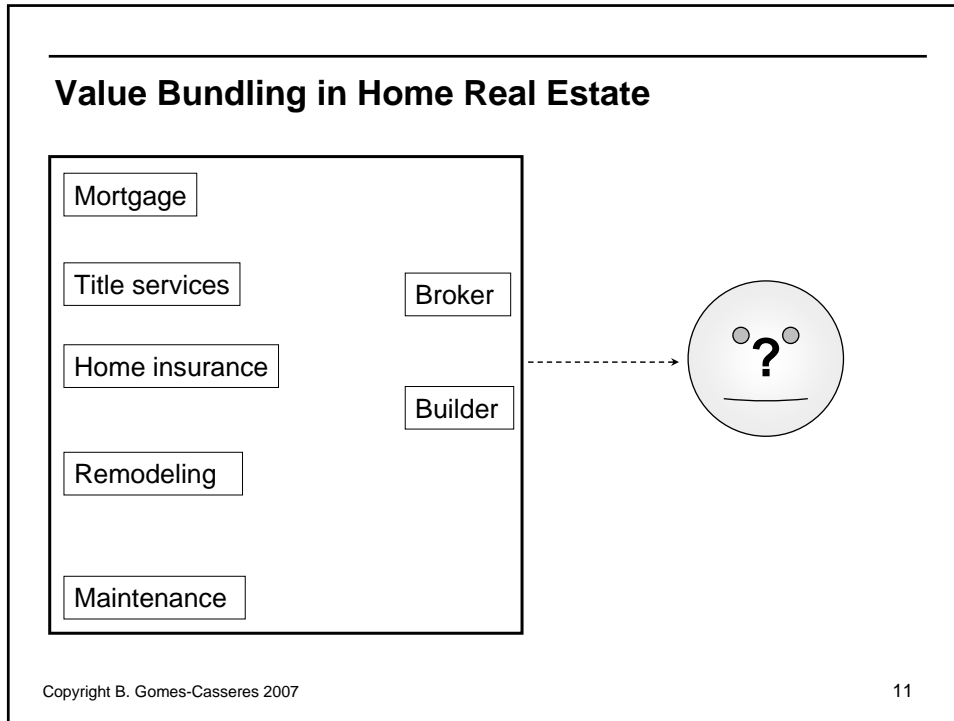 Value Bundling in Home Real Estate
Mortgage
Title services
Broker
Home insurance
?
Builder
Remodeling
Maintenance
Copyright B. Gomes-Casseres 2007
11